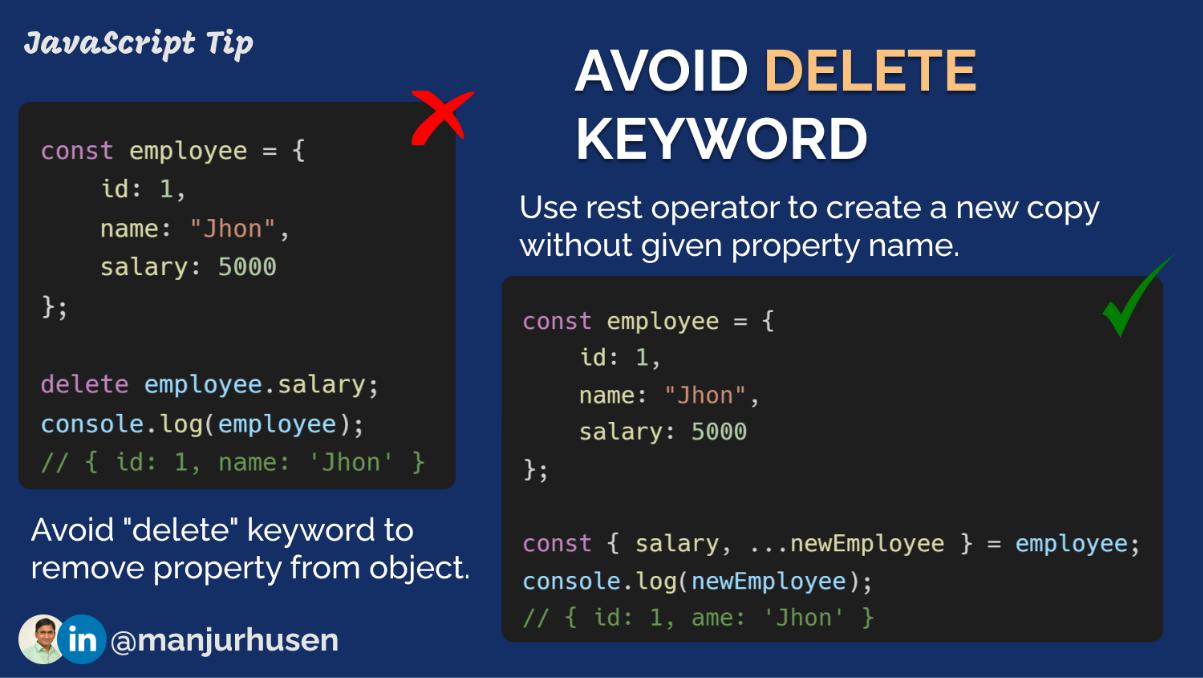 JavaScript Tip
const employee = {
    id: 1,
    name: "Jhon",
    salary: 5000
};
delete employee.salary;
console.log(employee);
// { id: 1, name: 'Jhon' }
Avoid "delete" keyword to
remove property from object.
in @manjurhusen
AVOID DELETE
KEYWORD
Use rest operator to create a new copy
without given property name.
const employee = {
    id: 1,
    name: "Jhon",
    salary: 5000
};
const { salary, ...newEmployee } = employee;
console.log(newEmployee);
// { id: 1, ame: 'Jhon' }